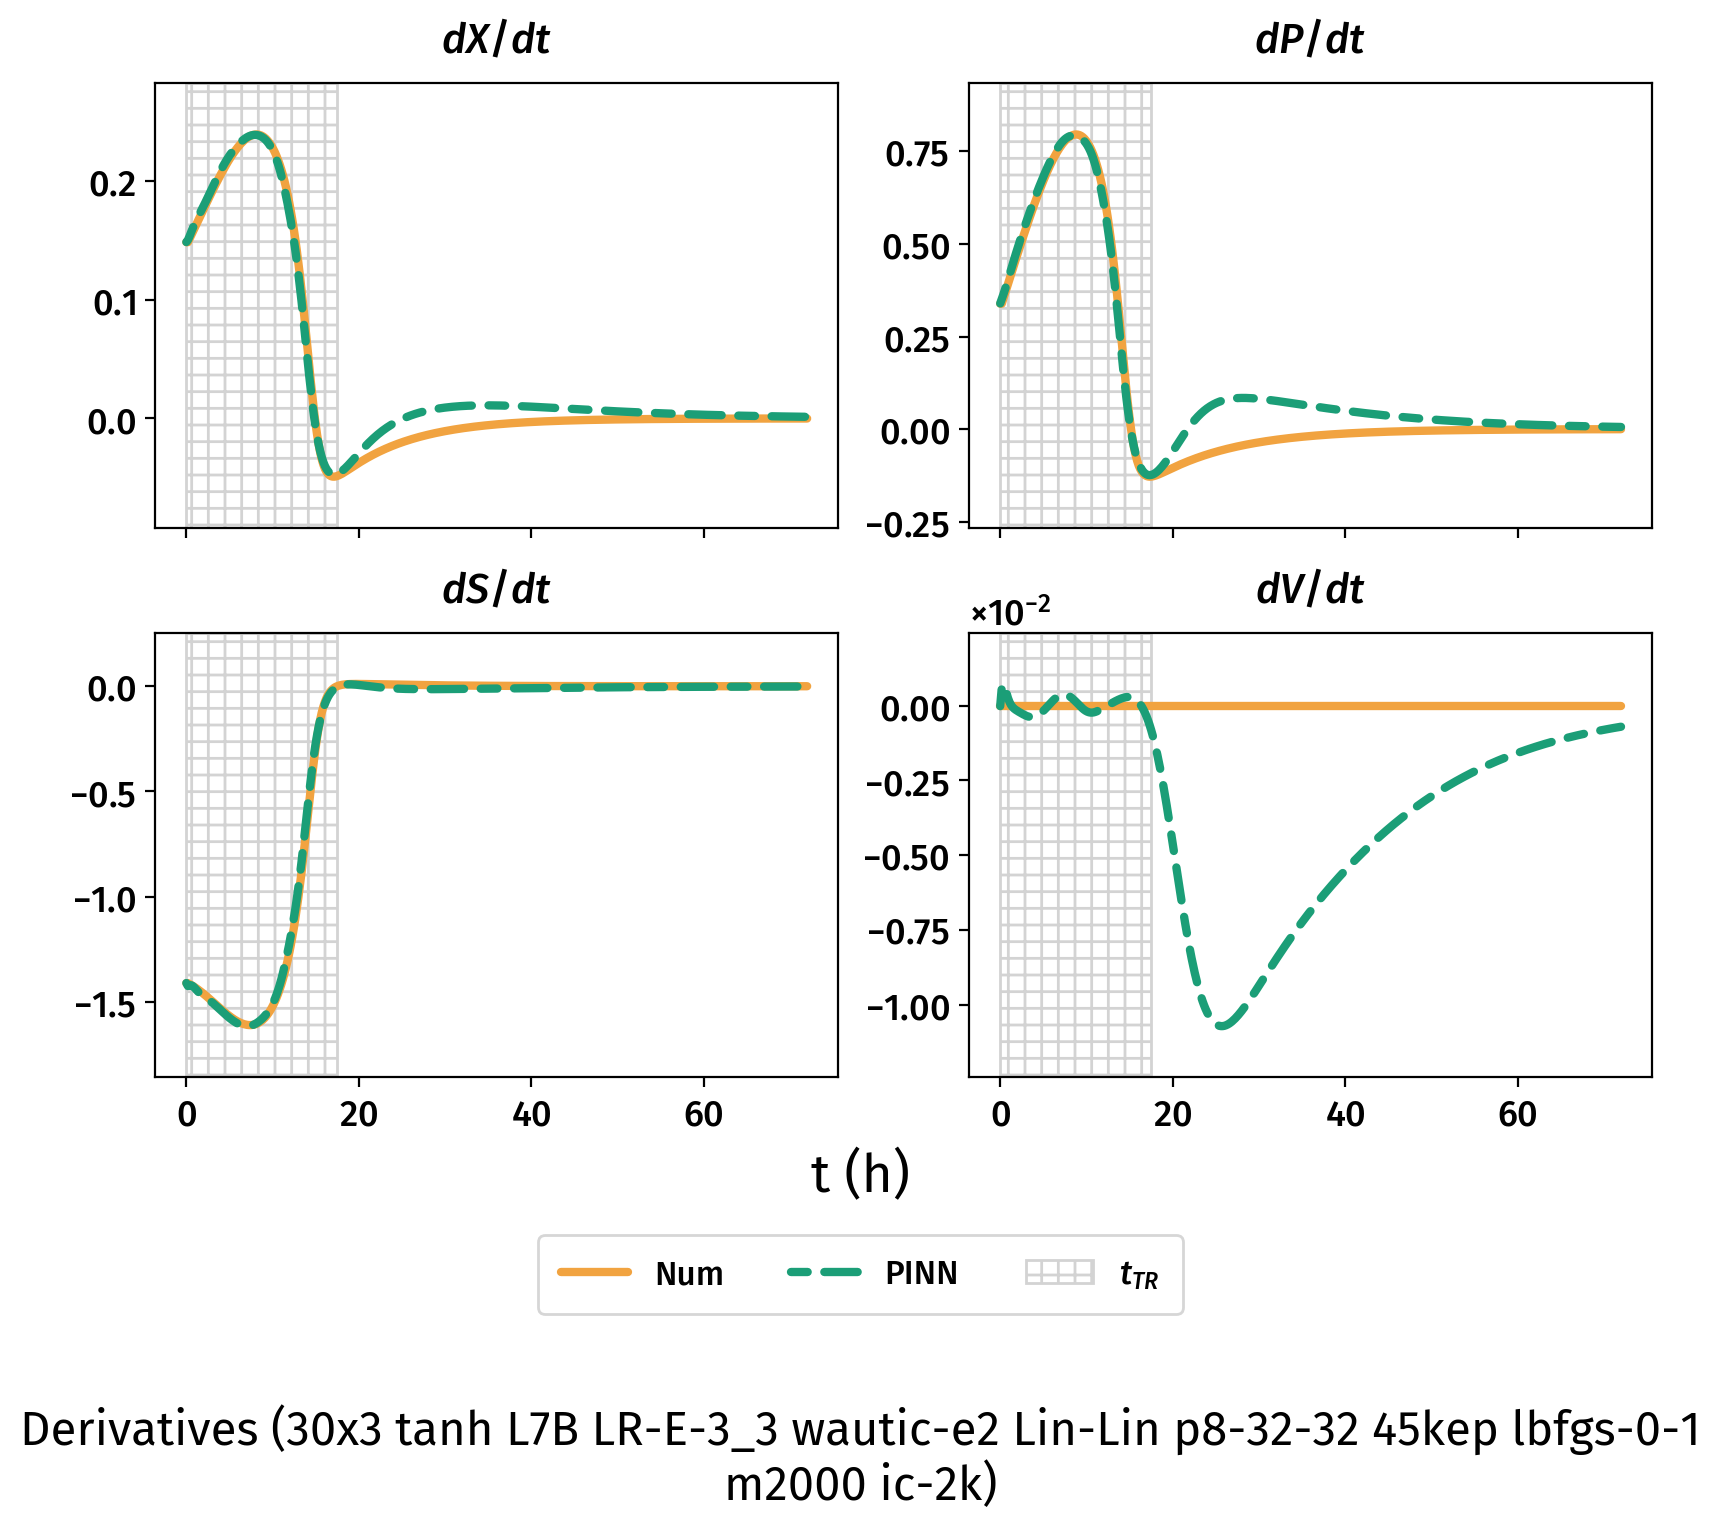 dX/dt
dP/dt
0.2
0.1
0.0
0.75
0.50
0.25
0.00
−0.25
dS/dt
dV/dt
×10⁻²
0.0
−0.5
−1.0
−1.5
0.00
−0.25
−0.50
−0.75
−1.00
0 20 40 60
0 20 40 60
t (h)
Num PINN t_TR
Derivatives (30x3 tanh L7B LR-E-3_3 wautic-e2 Lin-Lin p8-32-32 45kep lbfgs-0-1
m2000 ic-2k)